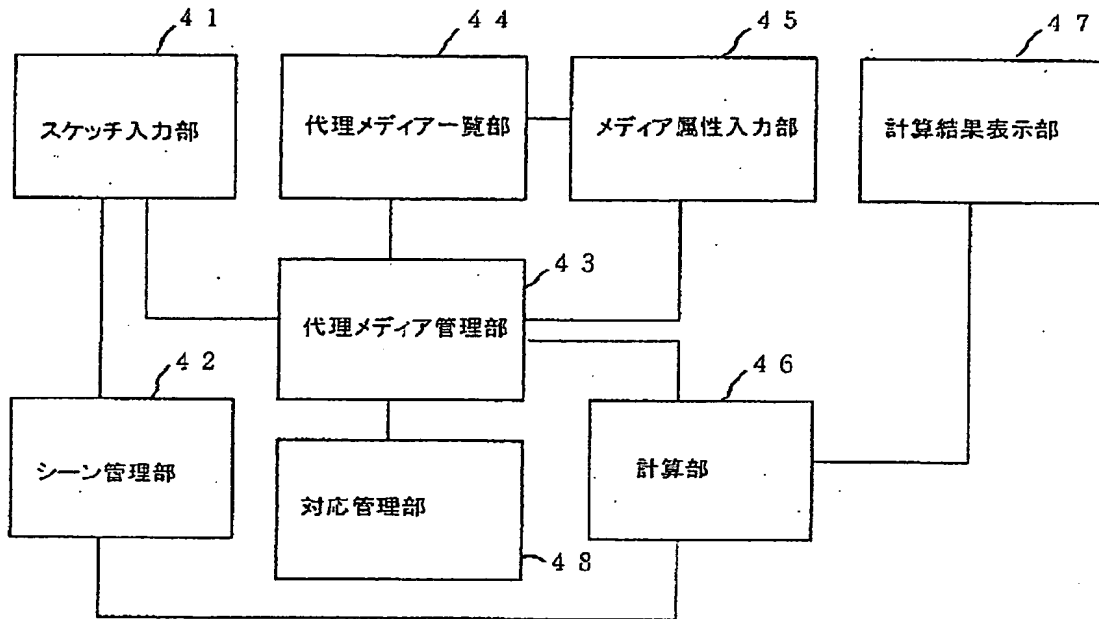 41
44
45
47
スケッチ入力部
代理メディア一覧部
メディア属性入力部
計算結果表示部
43
代理メディア管理部
42
46
シーン管理部
対応管理部
計算部
48